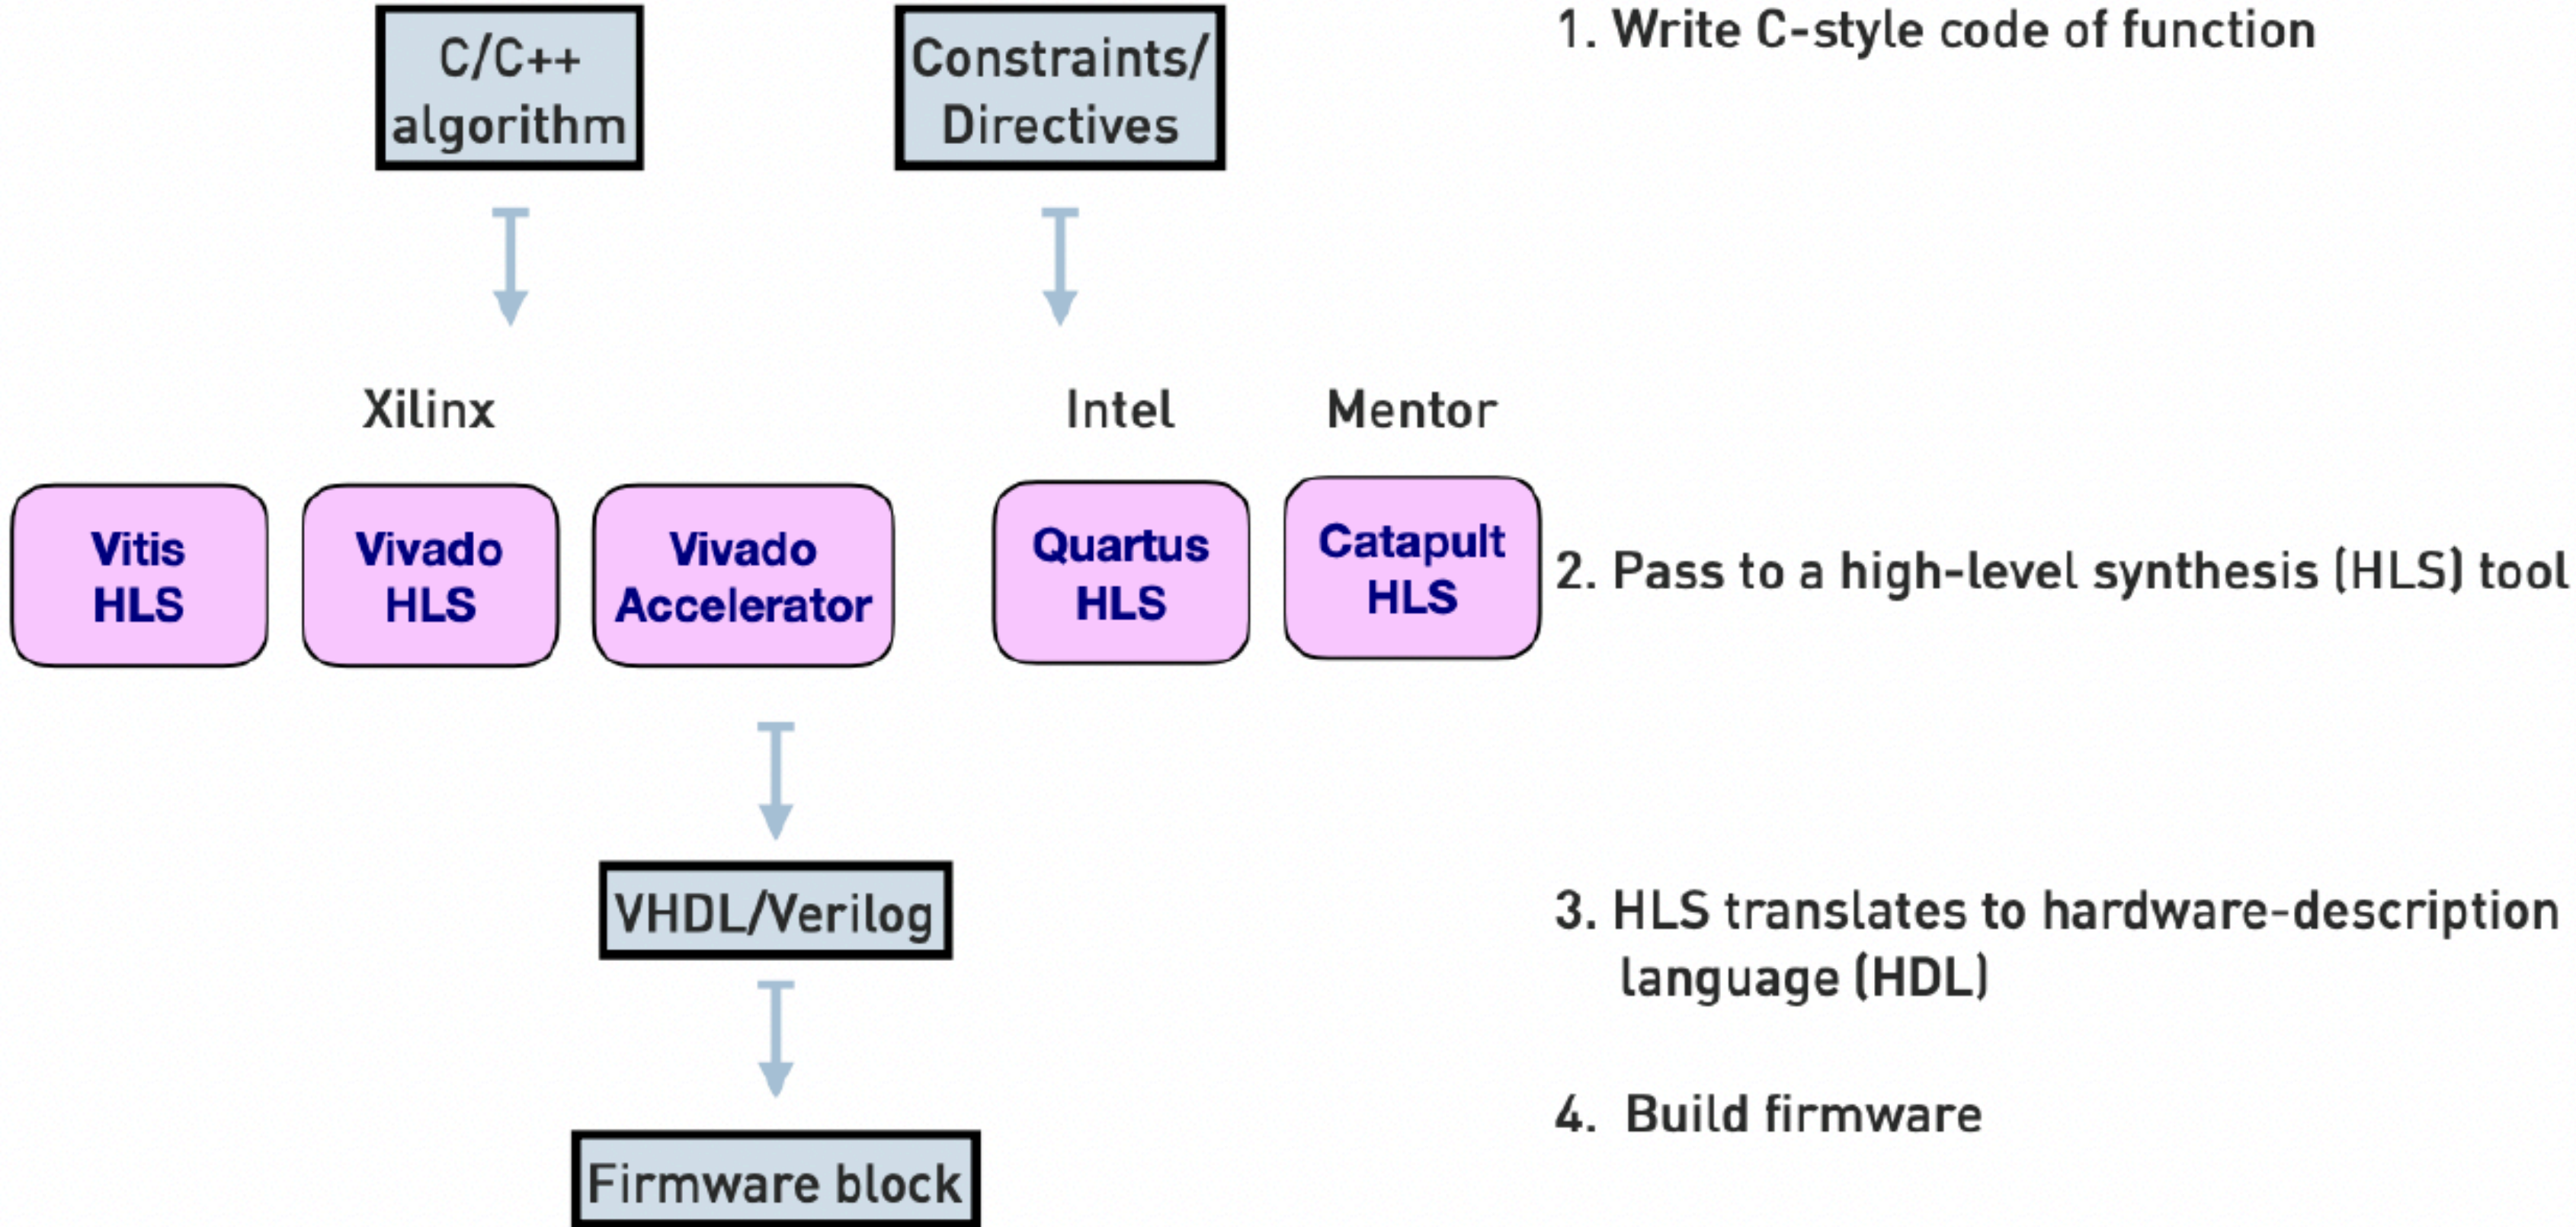 C/C++
algorithm
Constraints/
Directives
1. Write C-style code of function
Xilinx
Intel
Mentor
Vitis
HLS
Vivado
HLS
Vivado
Accelerator
Quartus
HLS
Catapult
HLS
2. Pass to a high-level synthesis (HLS) tool
VHDL/Verilog
3. HLS translates to hardware-description
language (HDL)
4. Build firmware
Firmware block